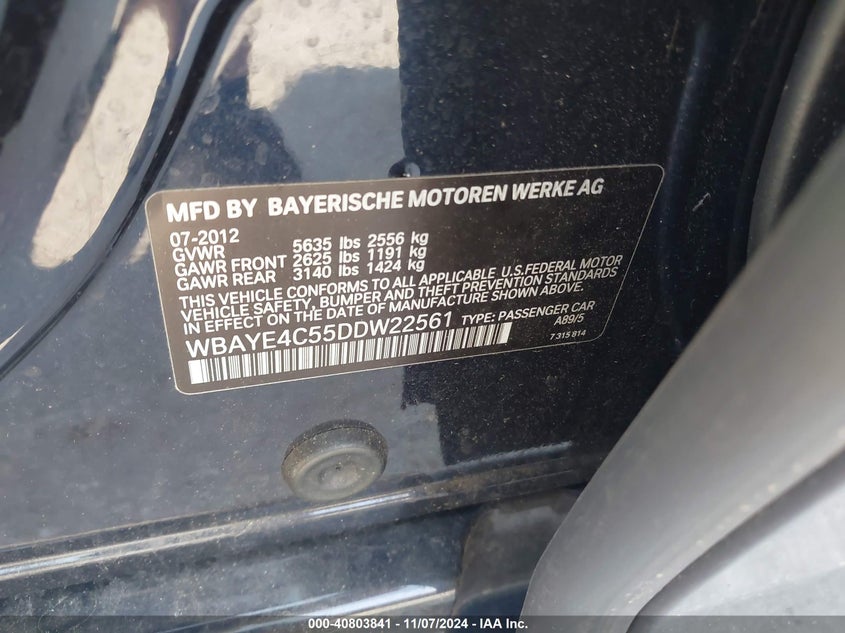 MFD BY BAYERISCHE MOTOREN WERKE AG
07-2012
GVWR 5635 lbs 2556 kg
GAWR FRONT 2625 lbs 1191 kg
GAWR REAR 3140 lbs 1424 kg
THIS VEHICLE CONFORMS TO ALL APPLICABLE U.S.FEDERAL MOTOR
VEHICLE SAFETY, BUMPER AND THEFT PREVENTION STANDARDS
IN EFFECT ON THE DATE OF MANUFACTURE SHOWN ABOVE.
WBAYE4C55DDW22561 TYPE: PASSENGER CAR
A89/5
7 315 814
000-40803841 - 11/07/2024 - IAA Inc.